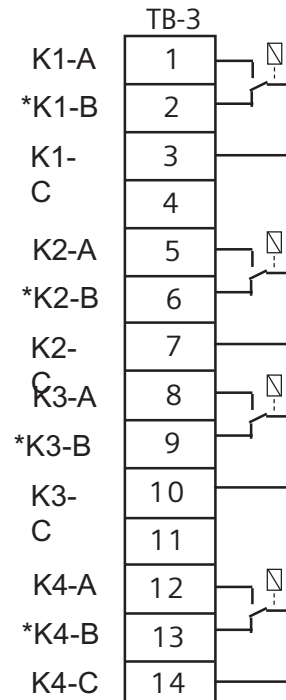 TB-3
K1-A 1
*K1-B 2
K1- 3
C
4
K2-A 5
*K2-B 6
K2- 7
C
K3-A 8
*K3-B 9
K3- 10
C
11
K4-A 12
*K4-B 13
K4-C 14